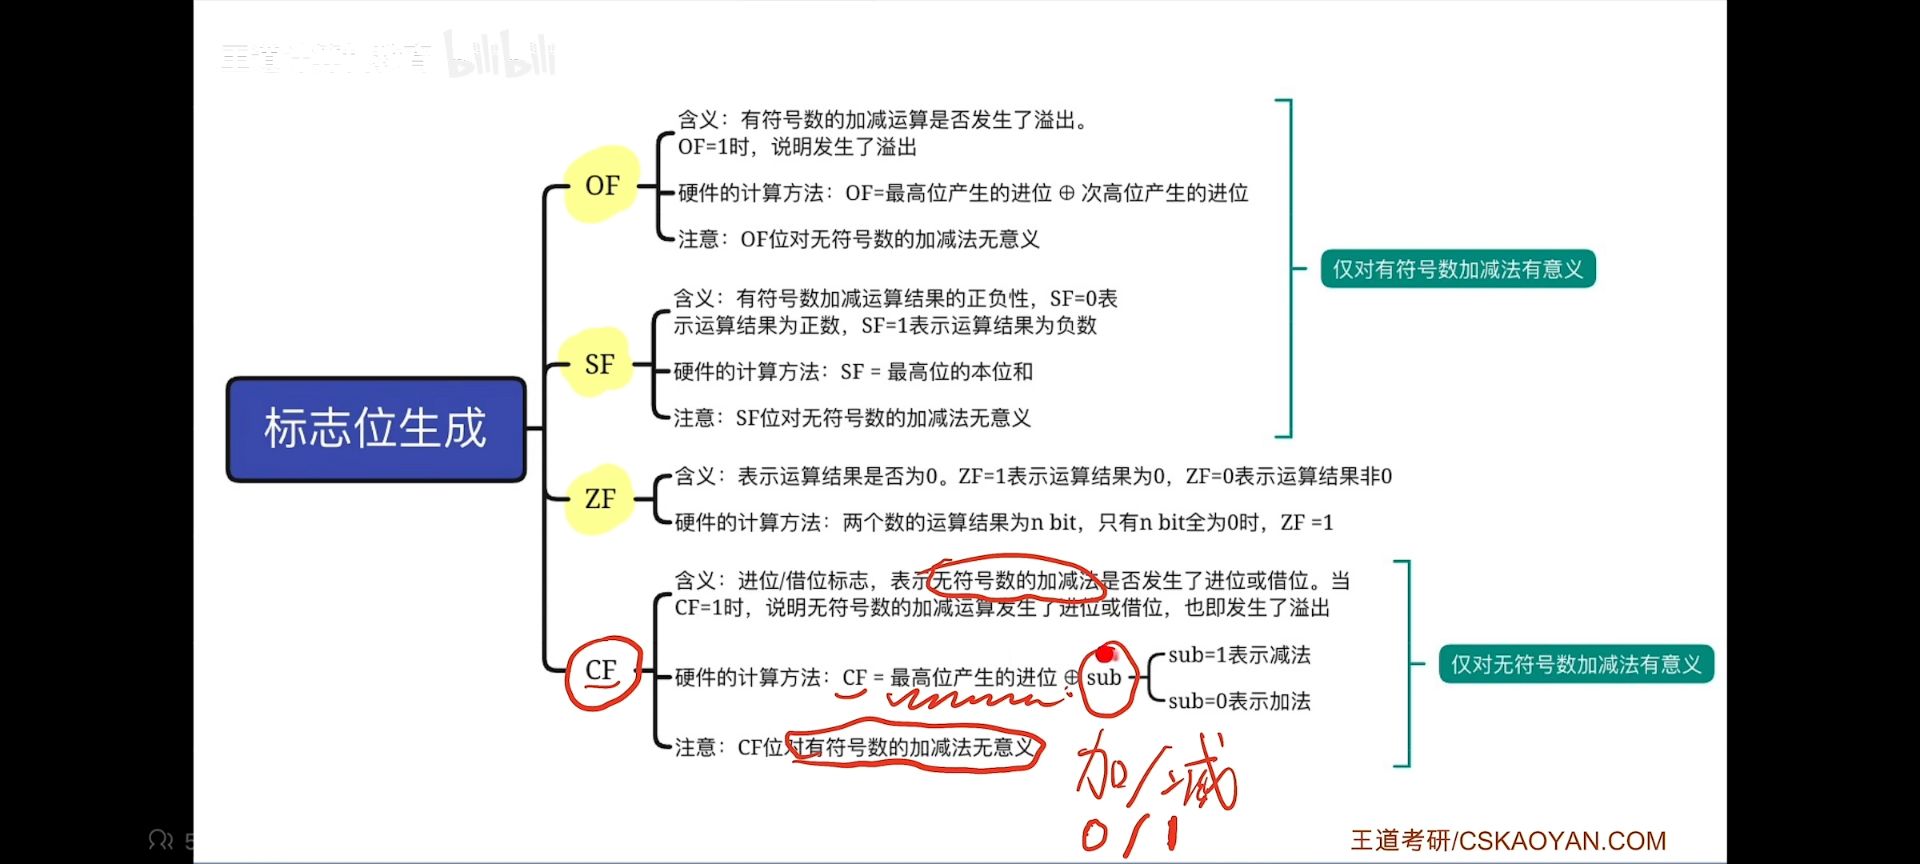 bilibili
含义：有符号数的加减运算是否发生了溢出。
OF=1时，说明发生了溢出
OF
硬件的计算方法：OF=最高位产生的进位 ⊕ 次高位产生的进位
注意：OF位对无符号数的加减法无意义
仅对有符号数加减法有意义
含义：有符号数加减运算结果的正负性，SF=0表
示运算结果为正数，SF=1表示运算结果为负数
SF
硬件的计算方法：SF = 最高位的本位和
注意：SF位对无符号数的加减法无意义
标志位生成
含义：表示运算结果是否为0。ZF=1表示运算结果为0，ZF=0表示运算结果非0
ZF
硬件的计算方法：两个数的运算结果为n bit，只有n bit全为0时，ZF =1
含义：进位/借位标志，表示无符号数的加减法是否发生了进位或借位。当
CF=1时，说明无符号数的加减运算发生了进位或借位，也即发生了溢出
CF
硬件的计算方法：CF = 最高位产生的进位 ⊕ sub
sub=1表示减法
sub=0表示加法
仅对无符号数加减法有意义
注意：CF位对有符号数的加减法无意义
加/减
0/1
王道考研/CSKAOYAN.COM